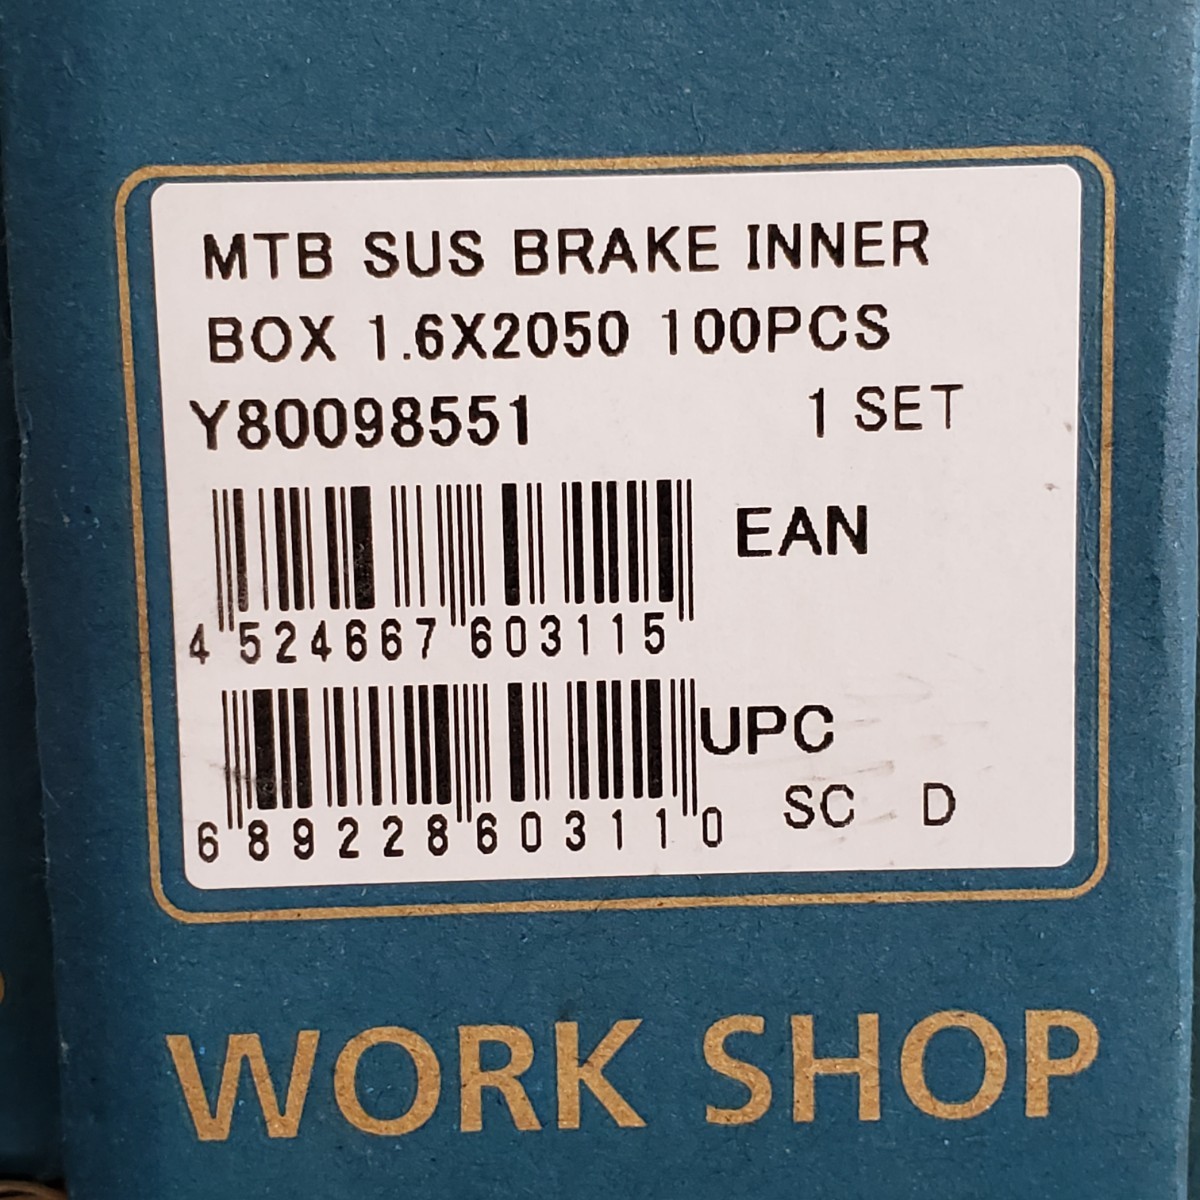 MTB SUS BRAKE INNER
BOX 1.6X2050 100PCS
Y80098551 1 SET
EAN
4 524667 603115
UPC
6 89228 60311 0
SC D
WORK SHOP